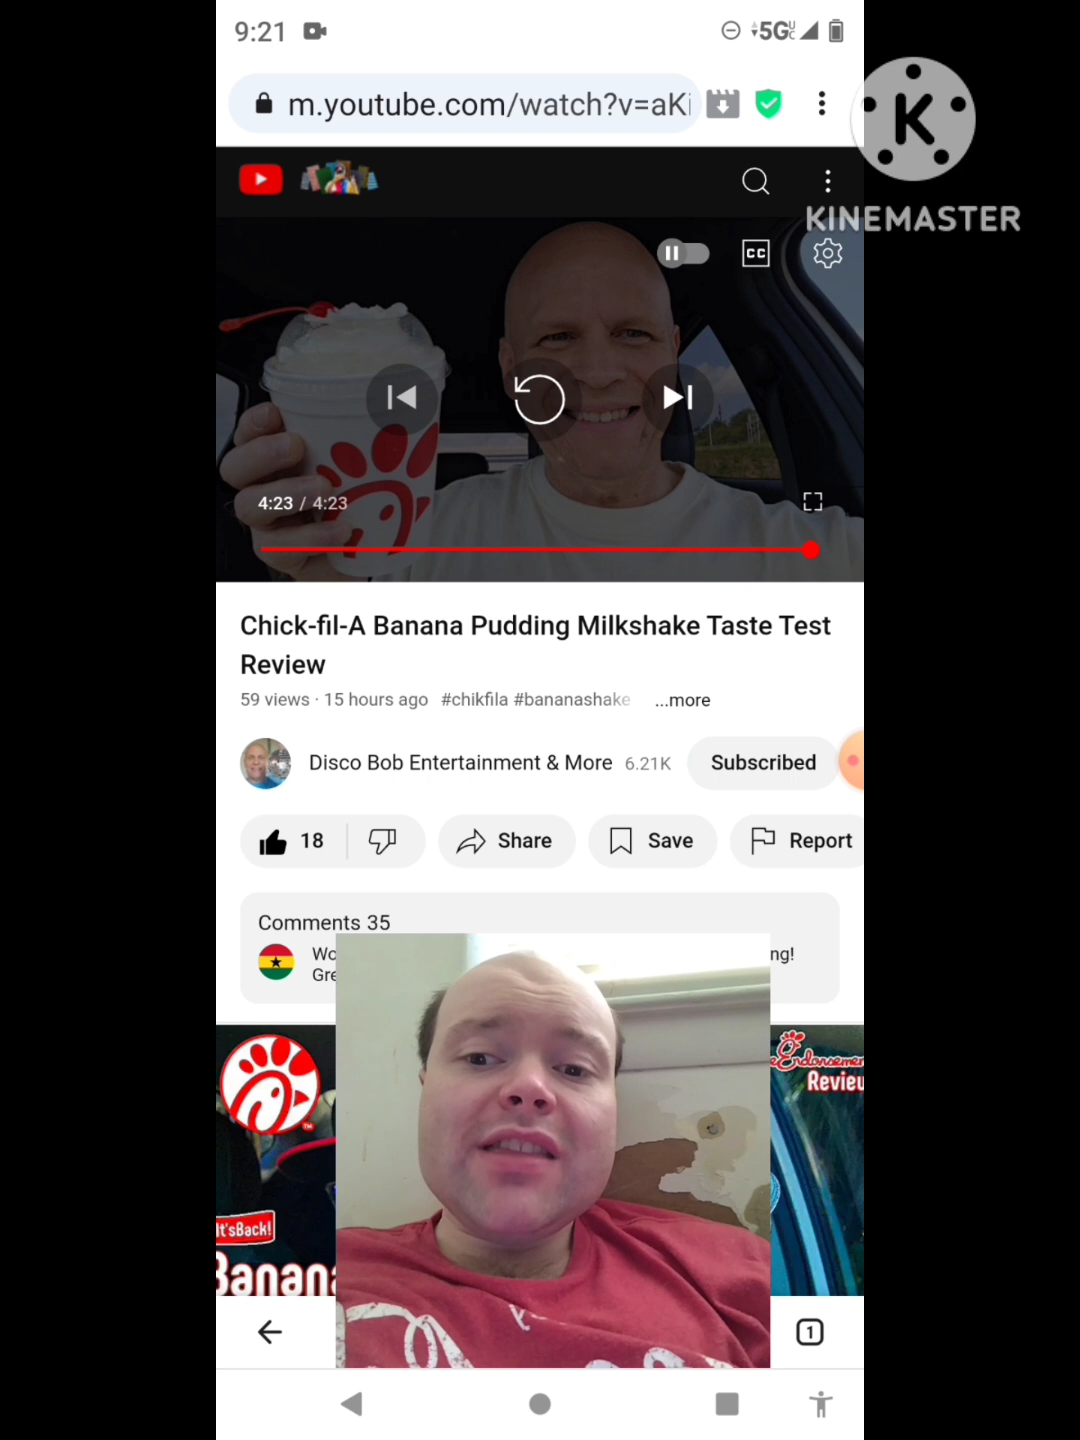 9:21
5G
UC
m.youtube.com/watch?v=aKi
K
KINEMASTER
CC
4:23 / 4:23
Chick-fil-A Banana Pudding Milkshake Taste Test
Review
59 views · 15 hours ago #chikfila #bananashake ...more
Disco Bob Entertainment & More 6.21K Subscribed
18 Share Save Report
Comments 35
ng!
It'sBack!
Banana
Review
1